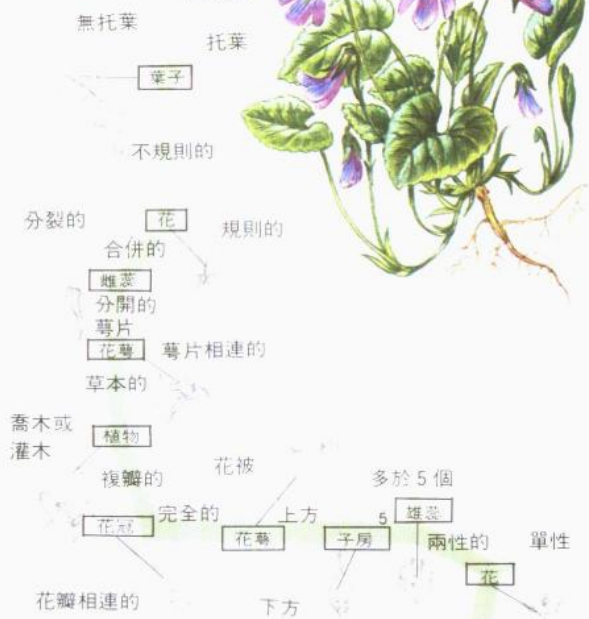 無托葉
托葉
葉子
不規則的
分裂的
花
規則的
合併的
雌蕊
分開的
萼片
花萼
萼片相連的
草本的
喬木或
灌木
植物
複瓣的
花被
多於 5 個
花冠
完全的
花萼
上方
子房
5
雄蕊
兩性的
單性
花
花瓣相連的
下方